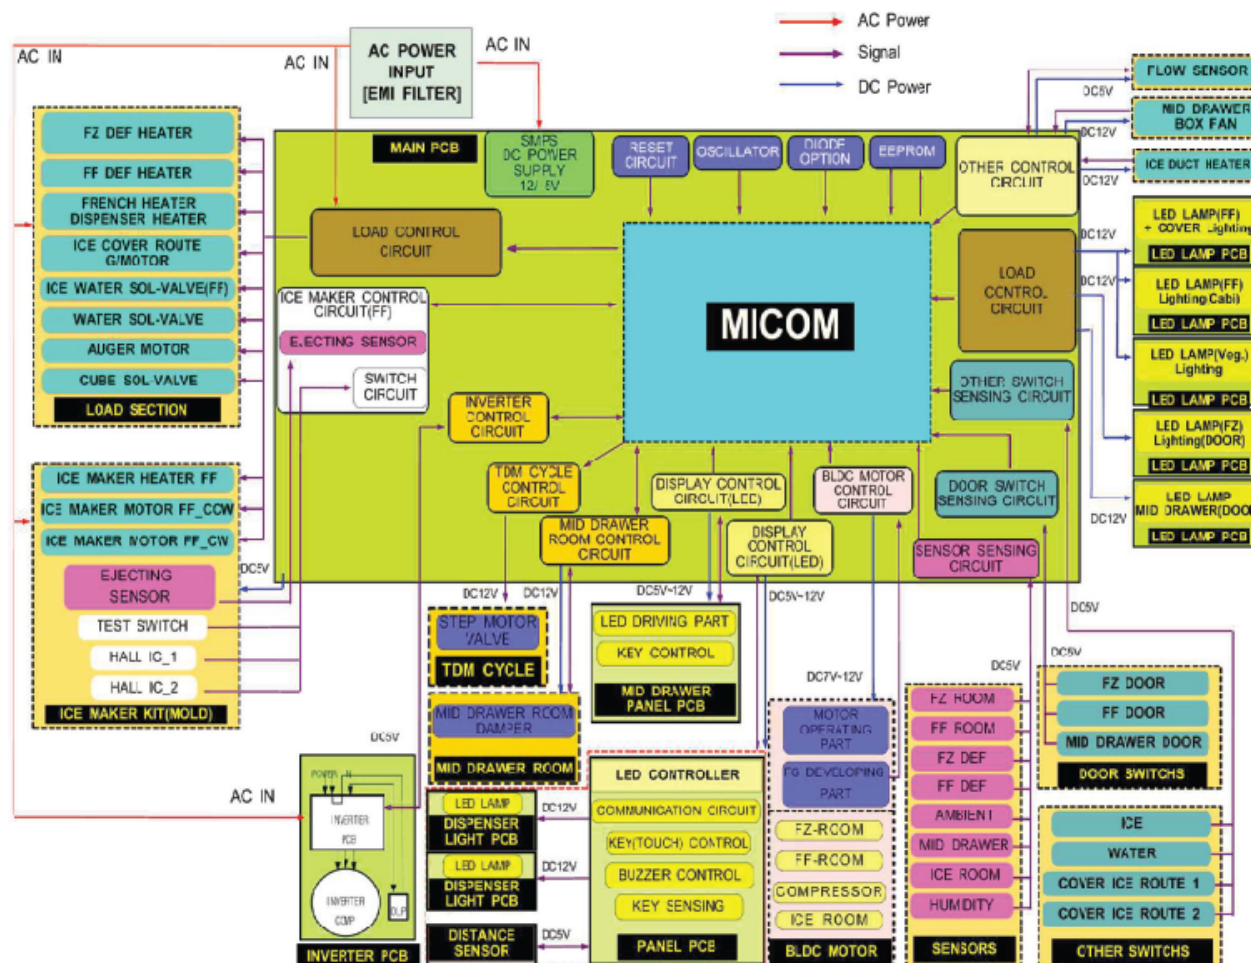 AC Power
Signal
DC Power
AC IN
AC IN
AC IN
AC POWER
INPUT
[EMI FILTER]
FZ DEF HEATER
FF DEF HEATER
FRENCH HEATER
DISPENSER HEATER
ICE COVER ROUTE
G/MOTOR
ICE WATER SOL-VALVE(FF)
WATER SOL-VALVE
AUGER MOTOR
CUBE SOL-VALVE
LOAD SECTION
ICE MAKER HEATER FF
ICE MAKER MOTOR FF_CCW
ICE MAKER MOTOR FF_CW
EJECTING
SENSOR
TEST SWITCH
HALL IC_1
HALL IC_2
ICE MAKER KIT(MOLD)
DC5V
MAIN PCB
SMPS
DC POWER
SUPPLY
12/ 5V
RESET
CIRCUIT
OSCILLATOR
DIODE
OPTION
EEPROM
OTHER CONTROL
CIRCUIT
LOAD CONTROL
CIRCUIT
ICE MAKER CONTROL
CIRCUIT(FF)
EJECTING SENSOR
SWITCH
CIRCUIT
MICOM
LOAD
CONTROL
CIRCUIT
INVERTER
CONTROL
CIRCUIT
OTHER SWITCH
SENSING CIRCUIT
TDM CYCLE
CONTROL
CIRCUIT
MID DRAWER
ROOM CONTROL
CIRCUIT
DISPLAY CONTROL
CIRCUIT(LED)
DISPLAY
CONTROL
CIRCUIT(LED)
BLDC MOTOR
CONTROL
CIRCUIT
DOOR SWITCH
SENSING CIRCUIT
SENSOR SENSING
CIRCUIT
FLOW SENSOR
DC5V
MID DRAWER
BOX FAN
DC12V
ICE DUCT HEATER
DC12V
LED LAMP(FF)
+ COVER Lighting
LED LAMP PCB
DC12V
LED LAMP(FF)
Lighting(Cabi)
LED LAMP PCB
DC12V
LED LAMP(Veg.)
Lighting
LED LAMP PCB
LED LAMP(FZ)
Lighting(DOOR)
LED LAMP PCB
LED LAMP
MID DRAWER(DOOR
LED LAMP PCB
DC12V
DC12V
DC12V
DC5V~12V
DC5V~12V
DC7V~12V
DC5V
DC5V
DC5V
STEP MOTOR
VALVE
TDM CYCLE
MID DRAWER ROOM
DAMPER
MID DRAWER ROOM
LED DRIVING PART
KEY CONTROL
MID DRAWER
PANEL PCB
MOTOR
OPERATING
PART
FG DEVELOPING
PART
FZ-ROOM
FF-ROOM
COMPRESSOR
ICE ROOM
BLDC MOTOR
FZ ROOM
FF ROOM
FZ DEF
FF DEF
AMBIENT
MID DRAWER
ICE ROOM
HUMIDITY
SENSORS
FZ DOOR
FF DOOR
MID DRAWER DOOR
DOOR SWITCHS
ICE
WATER
COVER ICE ROUTE 1
COVER ICE ROUTE 2
OTHER SWITCHS
AC IN
DC5V
POWER IN
INVERTER
PCB
INVERTER
COMP
OLP
INVERTER PCB
LED LAMP
DISPENSER
LIGHT PCB
DC12V
LED LAMP
DISPENSER
LIGHT PCB
DC12V
DISTANCE
SENSOR
DC5V
LED CONTROLLER
COMMUNICATION CIRCUIT
KEY(TOUCH) CONTROL
BUZZER CONTROL
KEY SENSING
PANEL PCB